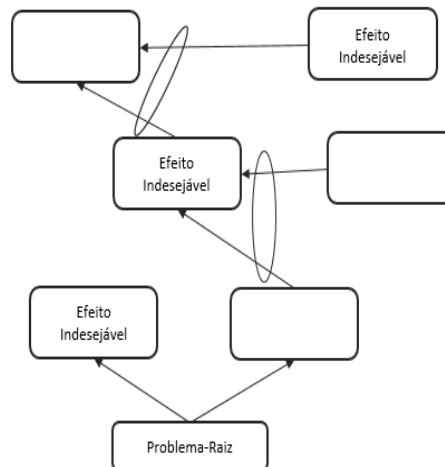 Efeito
Indesejável
Efeito
Indesejável
Efeito
Indesejável
Problema-Raiz